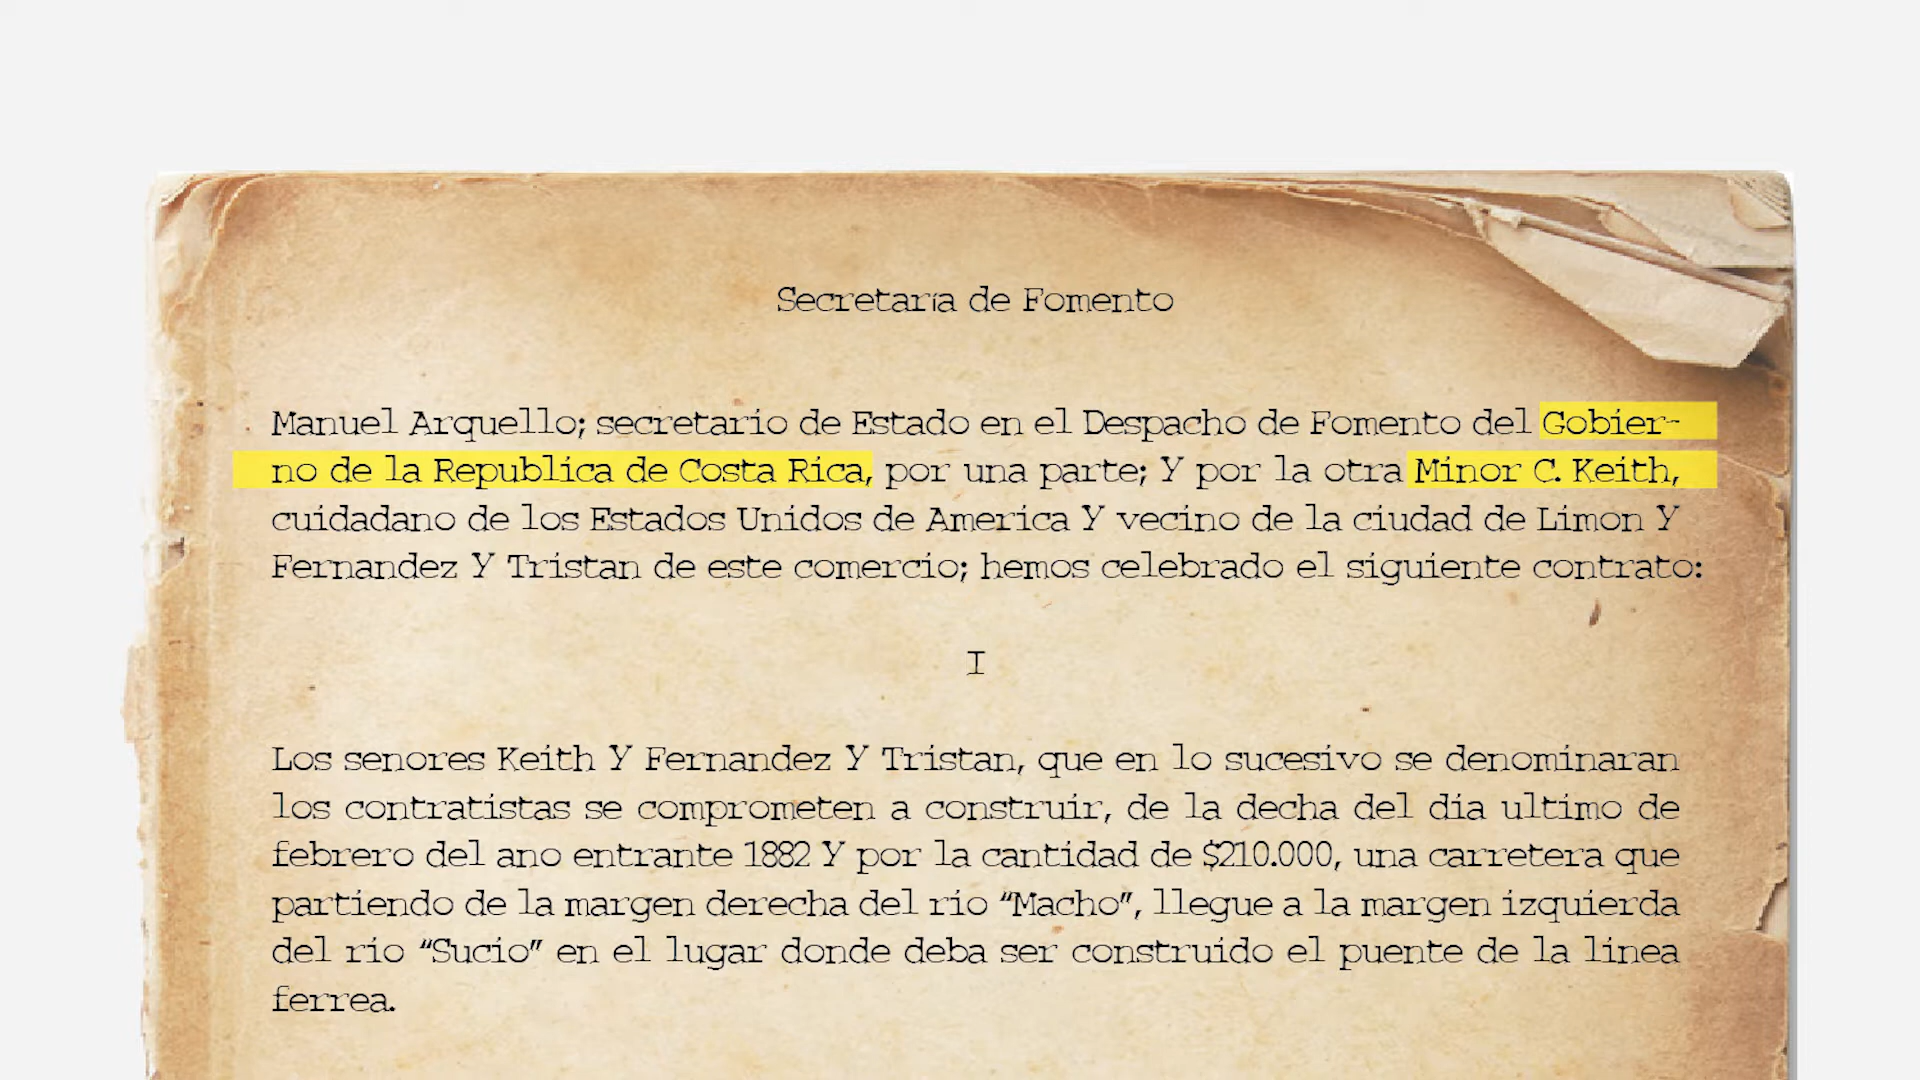 Secretaría de Fomento
Manuel Arquello; secretario de Estado en el Despacho de Fomento del Gobier-
no de la Republica de Costa Rica, por una parte; Y por la otra Minor C. Keith,
cuidadano de los Estados Unidos de America Y vecino de la ciudad de Limon Y
Fernandez Y Tristan de este comercio; hemos celebrado el siguiente contrato:
I
Los senores Keith Y Fernandez Y Tristan, que en lo sucesivo se denominaran
los contratistas se comprometen a construir, de la decha del dia ultimo de
febrero del ano entrante 1882 Y por la cantidad de $210.000, una carretera que
partiendo de la margen derecha del rio “Macho”, llegue a la margen izquierda
del rio “Sucio” en el lugar donde deba ser construido el puente de la linea
ferrea.